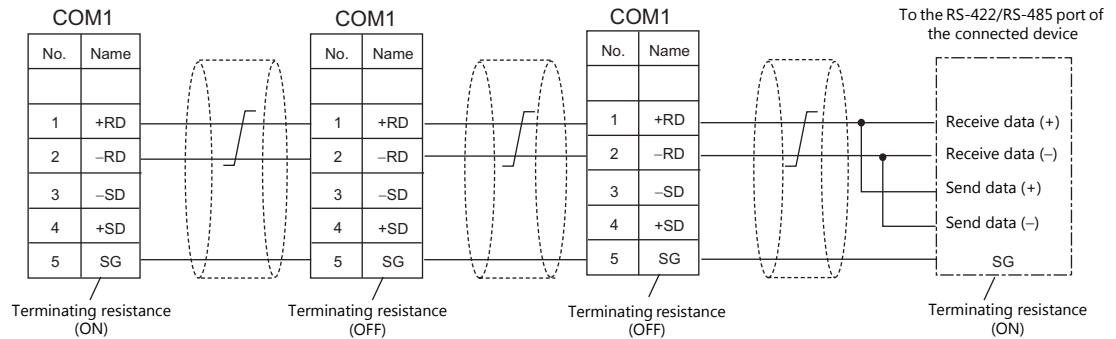 COM1
No. Name
1 +RD
2 −RD
3 −SD
4 +SD
5 SG
Terminating resistance
(ON)
COM1
No. Name
1 +RD
2 −RD
3 −SD
4 +SD
5 SG
Terminating resistance
(OFF)
COM1
No. Name
1 +RD
2 −RD
3 −SD
4 +SD
5 SG
Terminating resistance
(OFF)
To the RS-422/RS-485 port of
the connected device
Receive data (+)
Receive data (−)
Send data (+)
Send data (−)
SG
Terminating resistance
(ON)